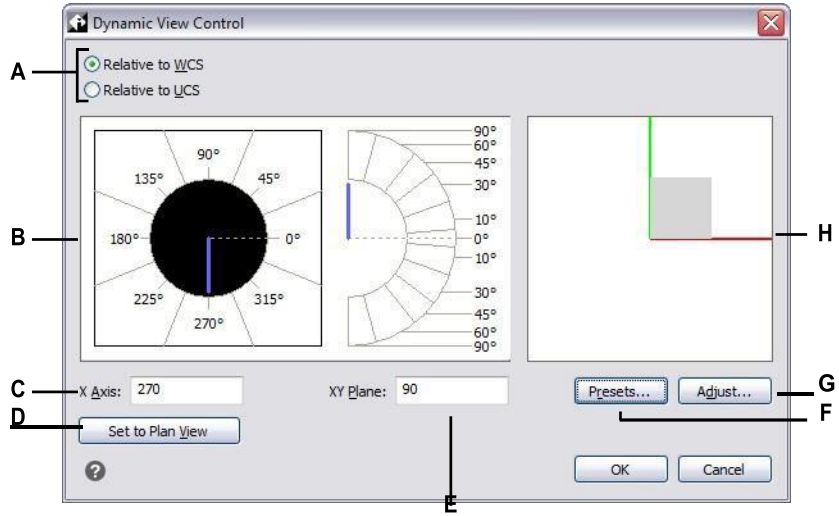 Dynamic View Control
A
Relative to WCS
Relative to UCS
90°
135°
45°
180°
0°
225°
315°
270°
90°
60°
45°
30°
10°
0°
10°
30°
45°
60°
90°
B
H
C
X Axis: 270
XY Plane: 90
Presets...
Adjust...
G
F
D
Set to Plan View
?
OK
Cancel
E